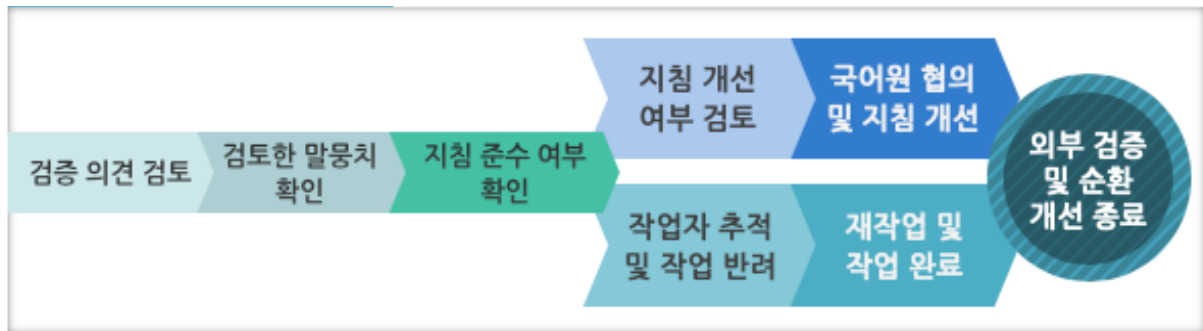 검증 의견 검토
검토한 말뭉치
확인
지침 준수 여부
확인
지침 개선
여부 검토
국어원 협의
및 지침 개선
작업자 추적
및 작업 반려
재작업 및
작업 완료
외부 검증
및 순환
개선 종료